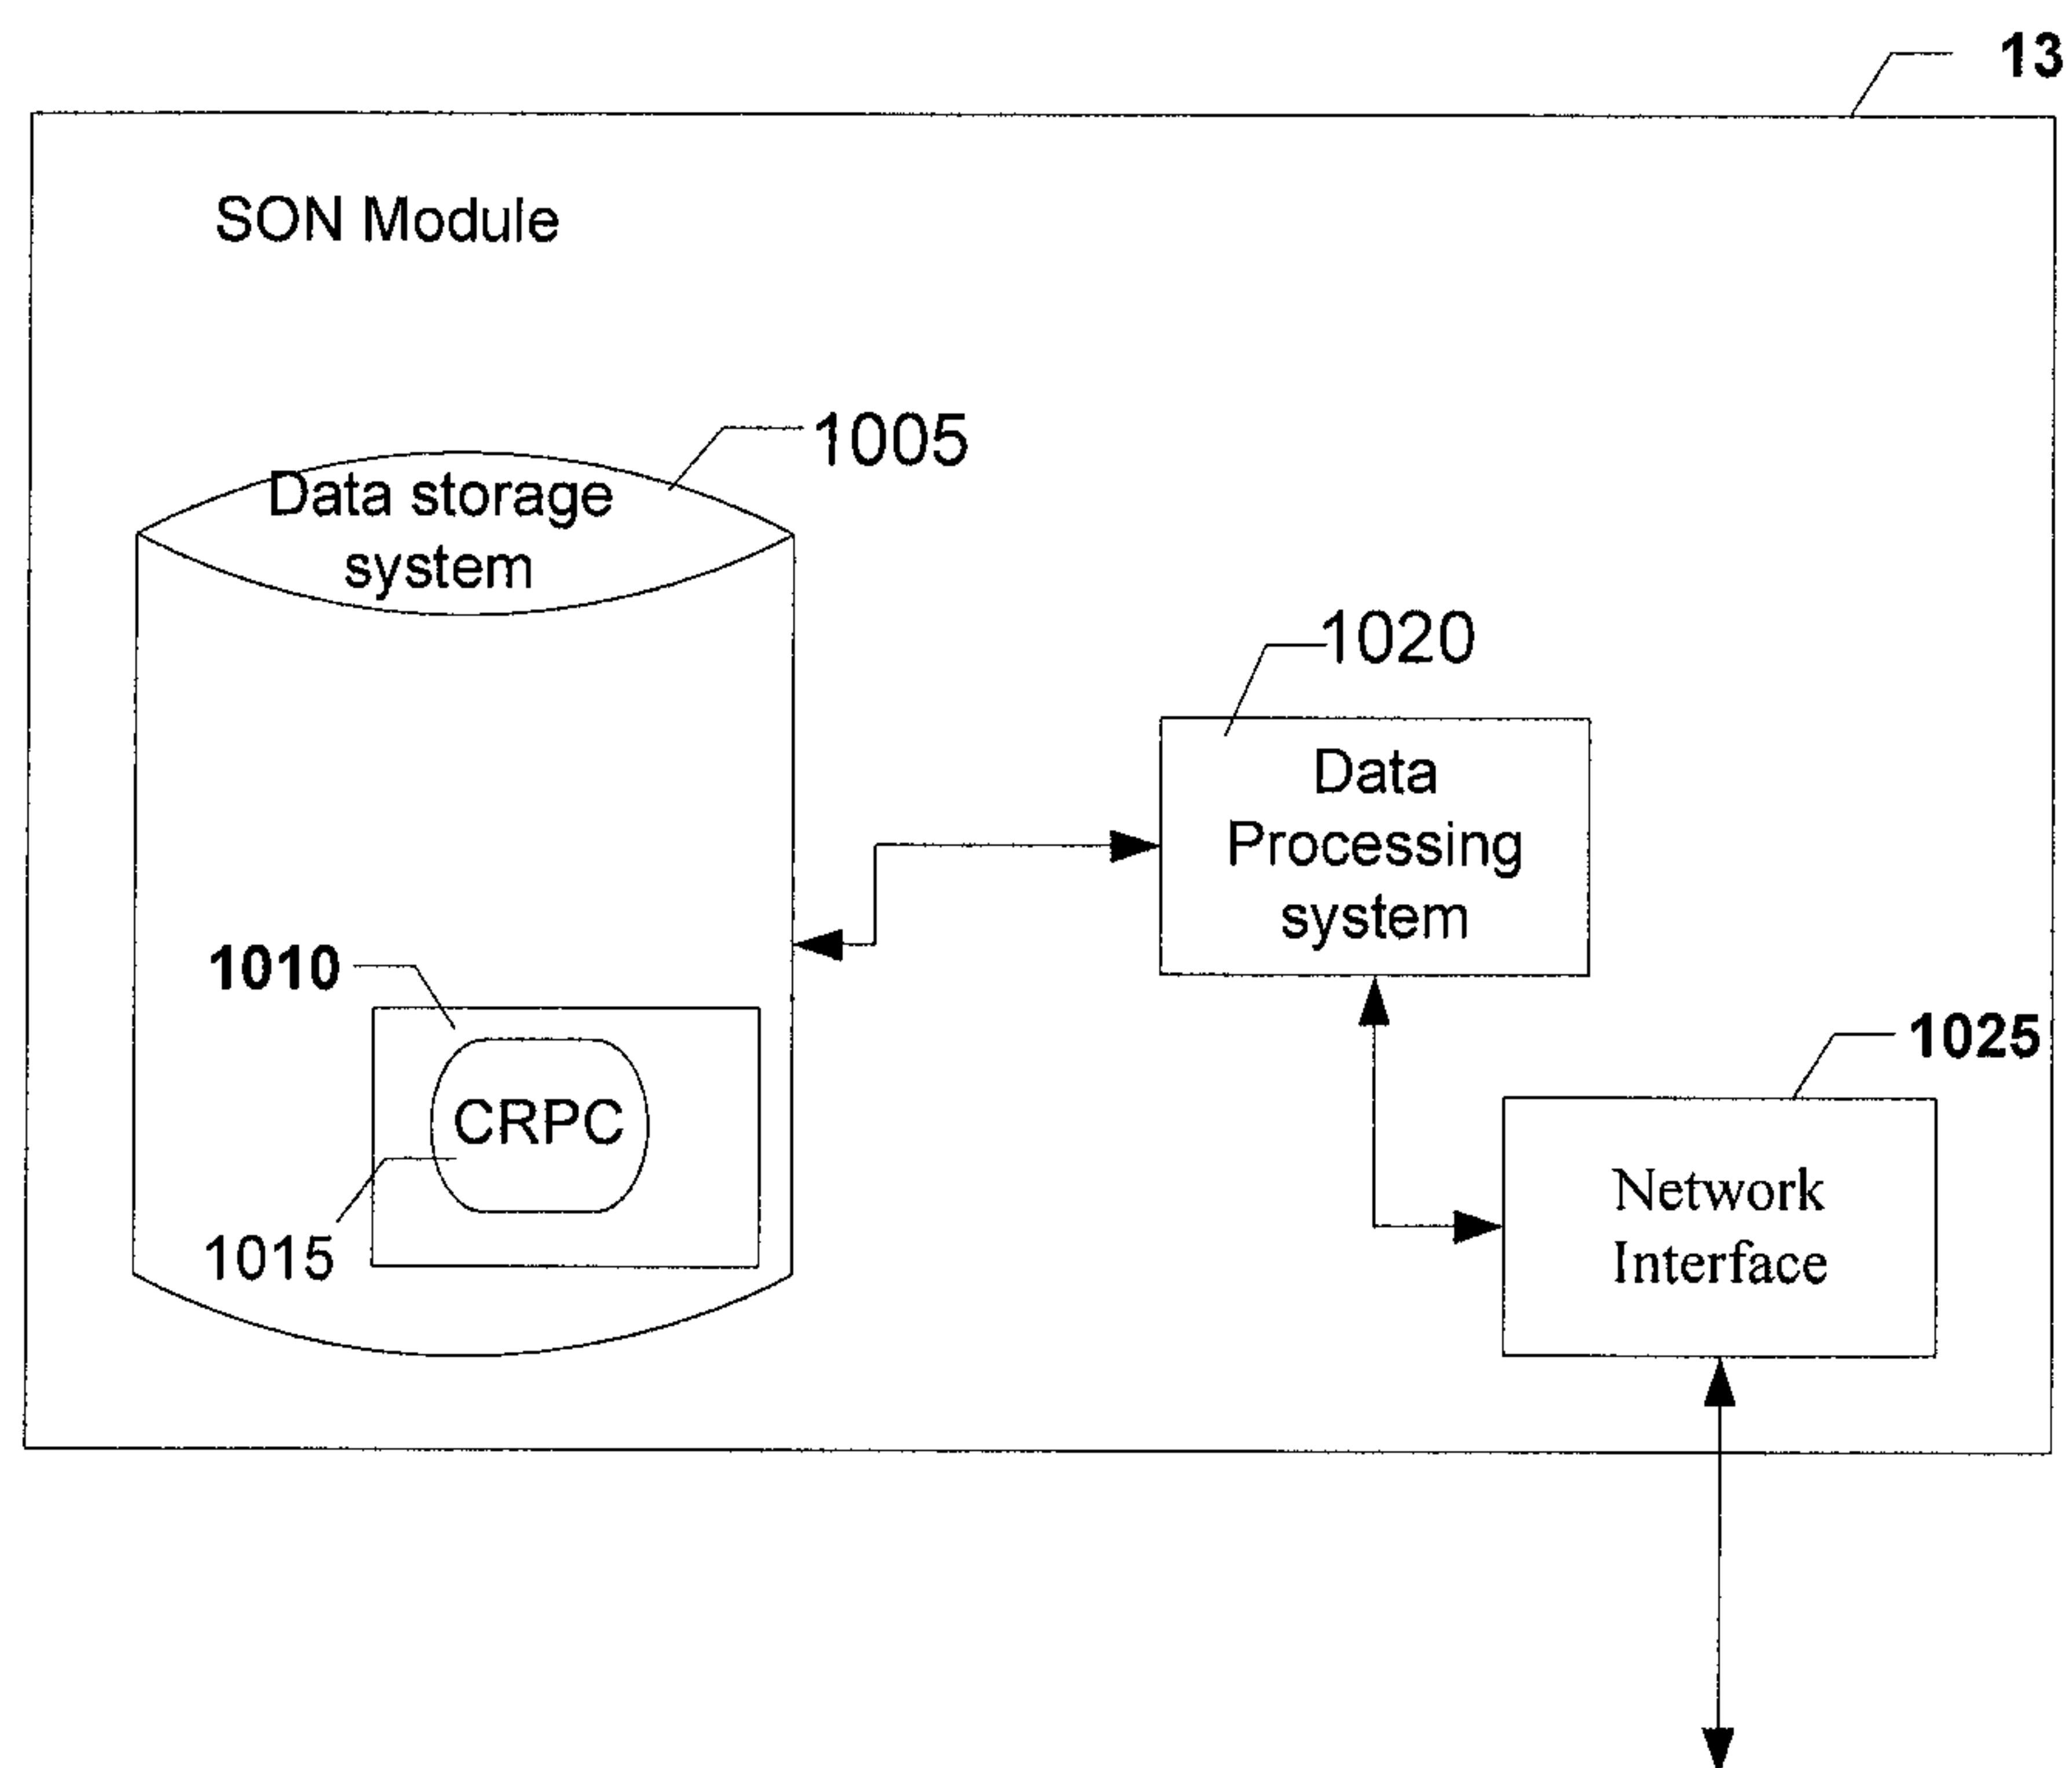 13
SON Module
1005
Data storage
system
1020
Data
Processing
system
1010
1025
CRPC
Network
Interface
1015